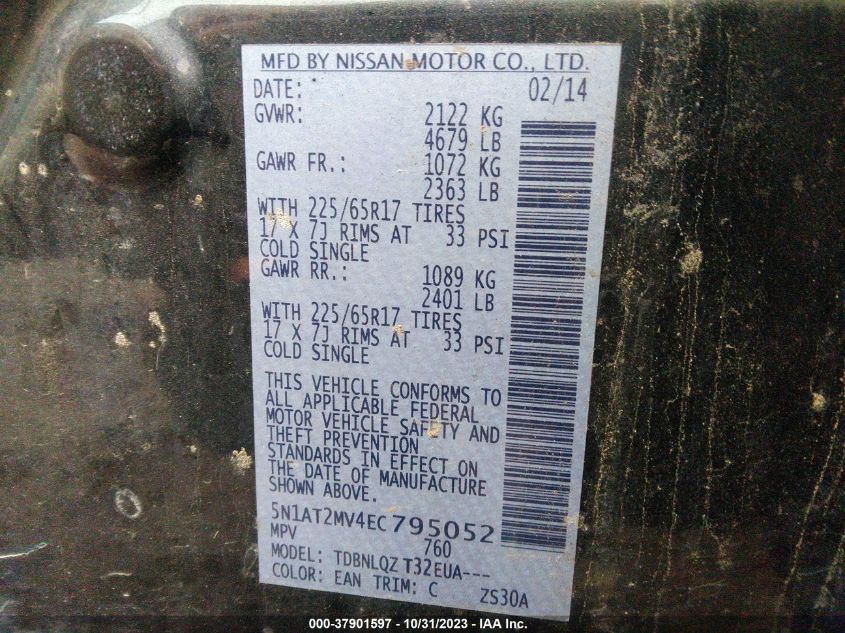 MFD BY NISSAN MOTOR CO., LTD.
DATE: 02/14
GVWR: 2122 KG
4679 LB
GAWR FR.: 1072 KG
2363 LB
WITH 225/65R17 TIRES
17 X 7J RIMS AT 33 PSI
COLD SINGLE
GAWR RR.: 1089 KG
2401 LB
WITH 225/65R17 TIRES
17 X 7J RIMS AT 33 PSI
COLD SINGLE
THIS VEHICLE CONFORMS TO
ALL APPLICABLE FEDERAL
MOTOR VEHICLE SAFETY AND
THEFT PREVENTION
STANDARDS IN EFFECT ON
THE DATE OF MANUFACTURE
SHOWN ABOVE.
5N1AT2MV4EC795052
MPV 760
MODEL: TDBNLQZ T32EUA---
COLOR: EAN TRIM: C ZS30A
000-37901597 - 10/31/2023 - IAA Inc.